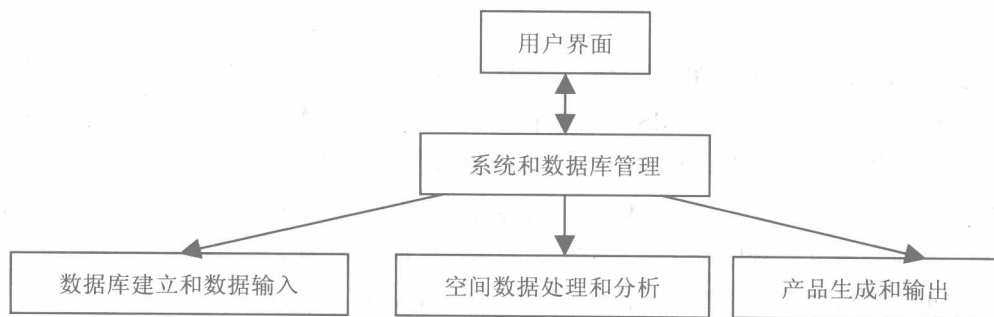 用户界面
系统和数据库管理
数据库建立和数据输入
空间数据处理和分析
产品生成和输出